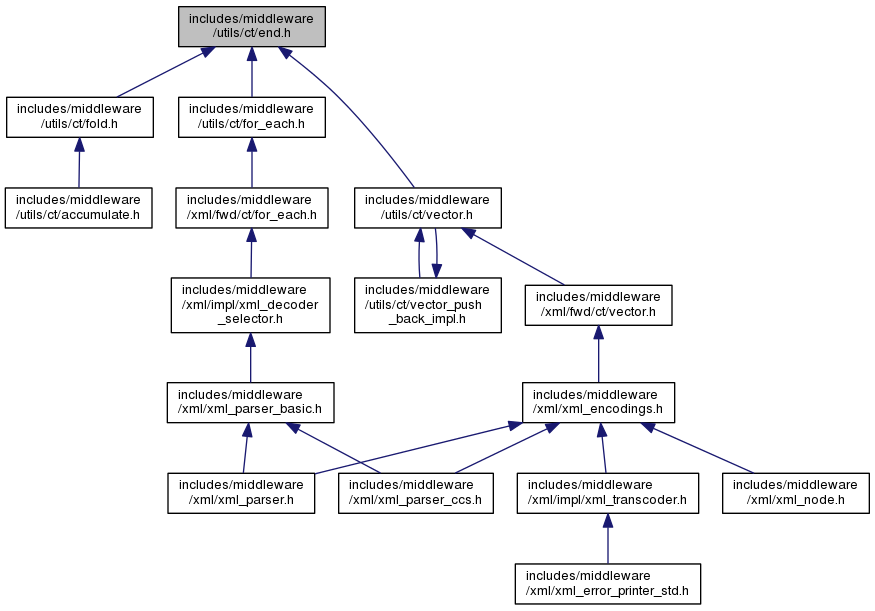 includes/middleware
/utils/ct/end.h
includes/middleware
/utils/ct/fold.h
includes/middleware
/utils/ct/for_each.h
includes/middleware
/utils/ct/accumulate.h
includes/middleware
/xml/fwd/ct/for_each.h
includes/middleware
/utils/ct/vector.h
includes/middleware
/xml/impl/xml_decoder
_selector.h
includes/middleware
/utils/ct/vector_push
_back_impl.h
includes/middleware
/xml/fwd/ct/vector.h
includes/middleware
/xml/xml_parser_basic.h
includes/middleware
/xml/xml_encodings.h
includes/middleware
/xml/xml_parser.h
includes/middleware
/xml/xml_parser_ccs.h
includes/middleware
/xml/impl/xml_transcoder.h
includes/middleware
/xml/xml_node.h
includes/middleware
/xml/xml_error_printer_std.h